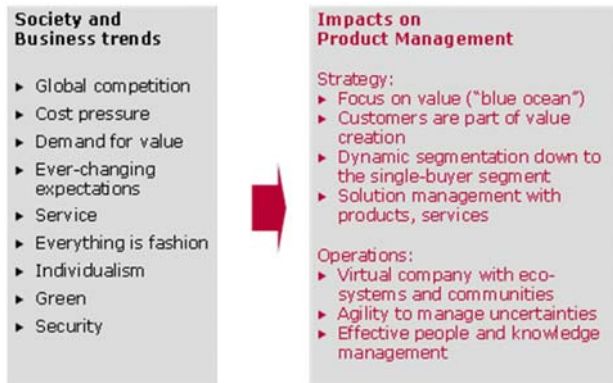 Society and
Business trends
► Global competition
► Cost pressure
► Demand for value
► Ever-changing
expectations
► Service
► Everything is fashion
► Individualism
► Green
► Security
Impacts on
Product Management
Strategy:
► Focus on value (“blue ocean”)
► Customers are part of value
creation
► Dynamic segmentation down to
the single-buyer segment
► Solution management with
products, services
Operations:
► Virtual company with eco-
systems and communities
► Agility to manage uncertainties
► Effective people and knowledge
management